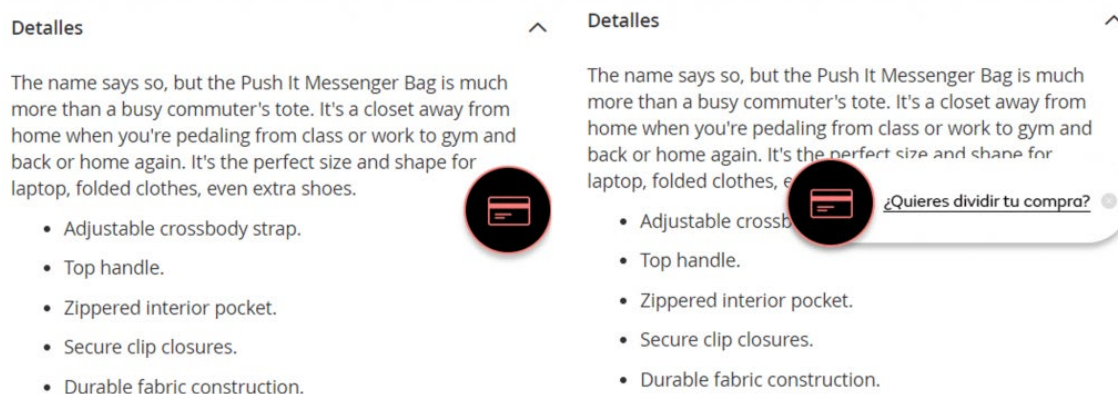 Detalles
The name says so, but the Push It Messenger Bag is much
more than a busy commuter's tote. It's a closet away from
home when you're pedaling from class or work to gym and
back or home again. It's the perfect size and shape for
laptop, folded clothes, even extra shoes.
• Adjustable crossbody strap.
• Top handle.
• Zippered interior pocket.
• Secure clip closures.
• Durable fabric construction.
Detalles
The name says so, but the Push It Messenger Bag is much
more than a busy commuter's tote. It's a closet away from
home when you're pedaling from class or work to gym and
back or home again. It's the perfect size and shape for
laptop, folded clothes, e
¿Quieres dividir tu compra?
• Adjustable crossb
• Top handle.
• Zippered interior pocket.
• Secure clip closures.
• Durable fabric construction.